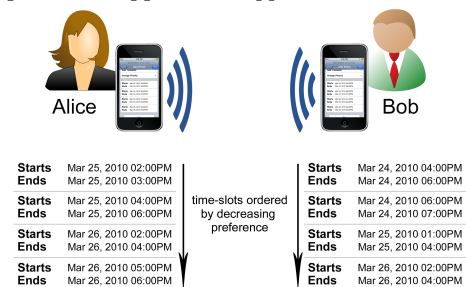 Alice
Bob
Starts Mar 25, 2010 02:00PM
Ends Mar 25, 2010 03:00PM
Starts Mar 25, 2010 04:00PM
Ends Mar 25, 2010 06:00PM
Starts Mar 26, 2010 02:00PM
Ends Mar 26, 2010 04:00PM
Starts Mar 26, 2010 05:00PM
Ends Mar 26, 2010 06:00PM
time-slots ordered
by decreasing
preference
Starts Mar 24, 2010 04:00PM
Ends Mar 24, 2010 06:00PM
Starts Mar 24, 2010 06:00PM
Ends Mar 24, 2010 07:00PM
Starts Mar 25, 2010 01:00PM
Ends Mar 25, 2010 04:00PM
Starts Mar 26, 2010 02:00PM
Ends Mar 26, 2010 04:00PM